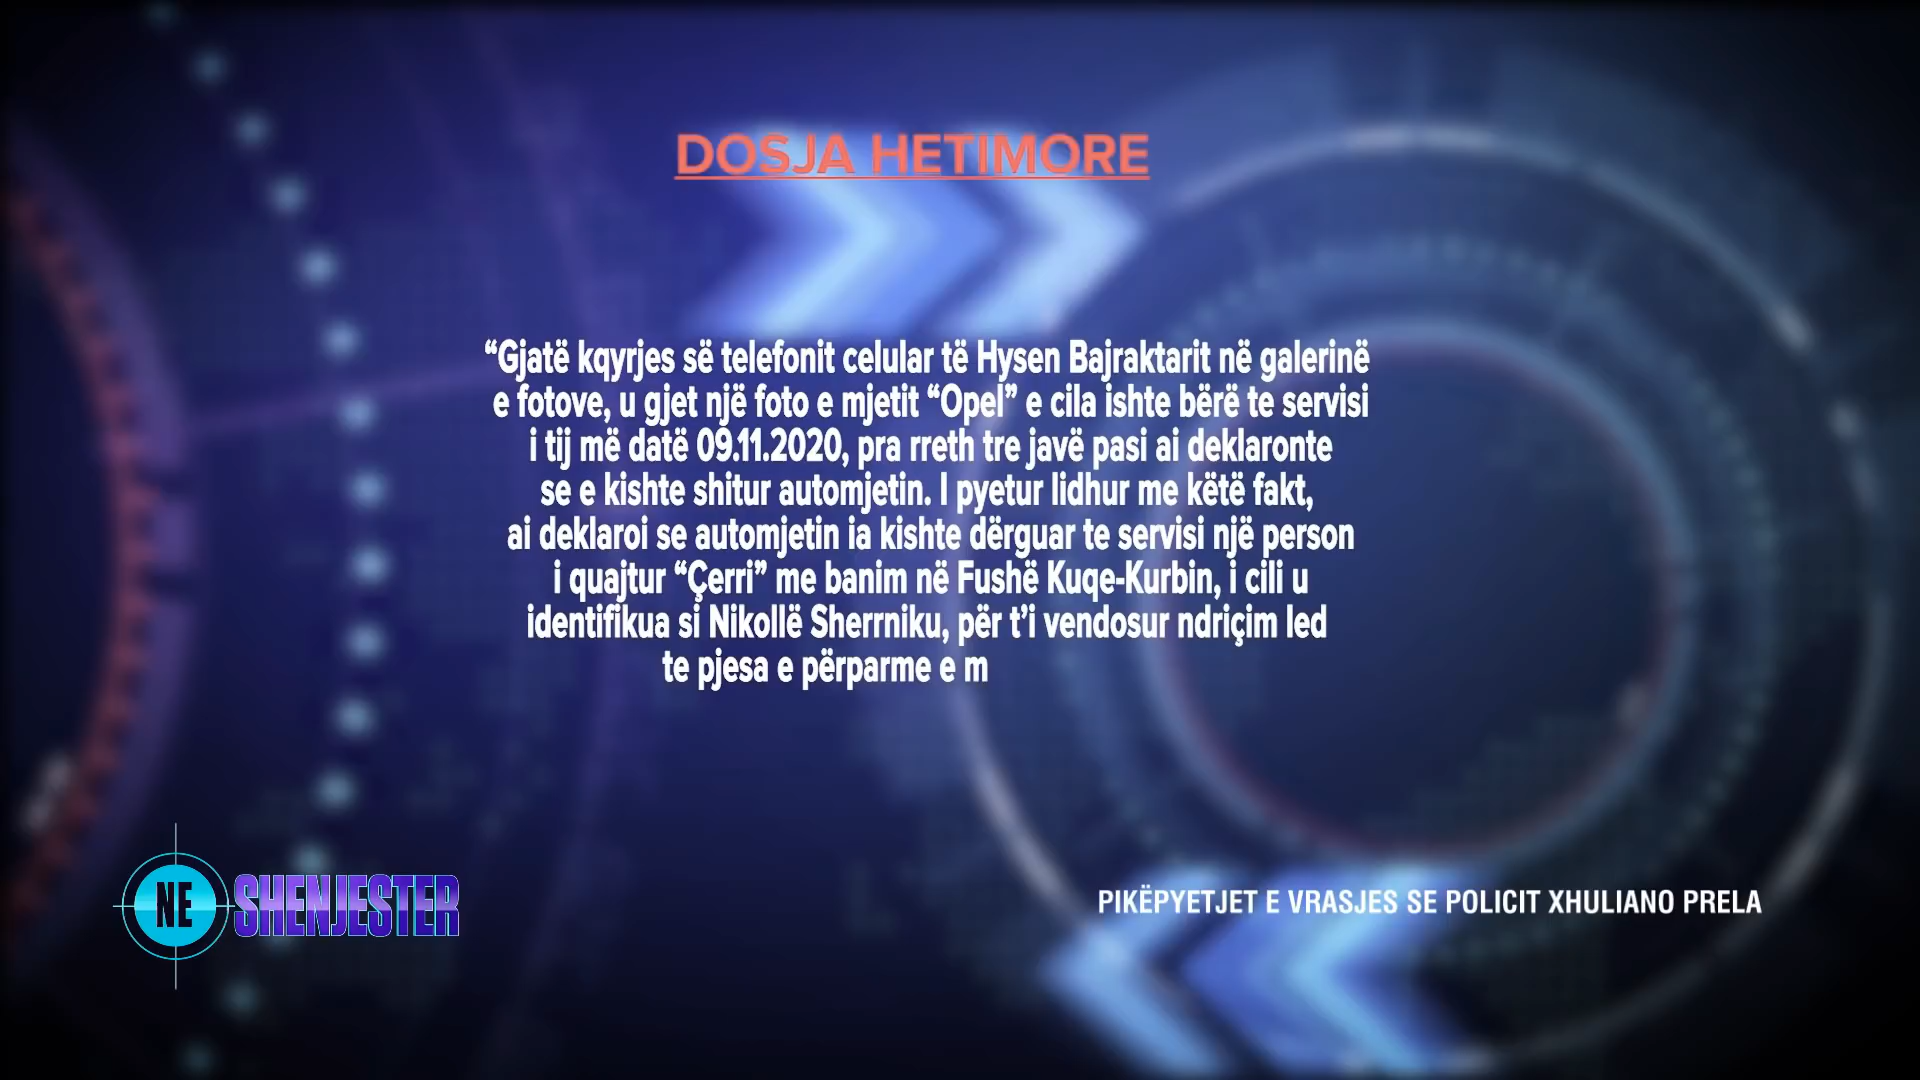 DOSJA HETIMORE
“Gjatë kqyrjes së telefonit celular të Hysen Bajraktarit në galerinë
e fotove, u gjet një foto e mjetit “Opel” e cila ishte bërë te servisi
i tij më datë 09.11.2020, pra rreth tre javë pasi ai deklaronte
se e kishte shitur automjetin. I pyetur lidhur me këtë fakt,
ai deklaroi se automjetin ia kishte dërguar te servisi një person
i quajtur “Çerri” me banim në Fushë Kuqe-Kurbin, i cili u
identifikua si Nikollë Sherrniku, për t’i vendosur ndriçim led
te pjesa e përparme e m
NE SHENJESTER
PIKËPYETJET E VRASJES SE POLICIT XHULIANO PRELA